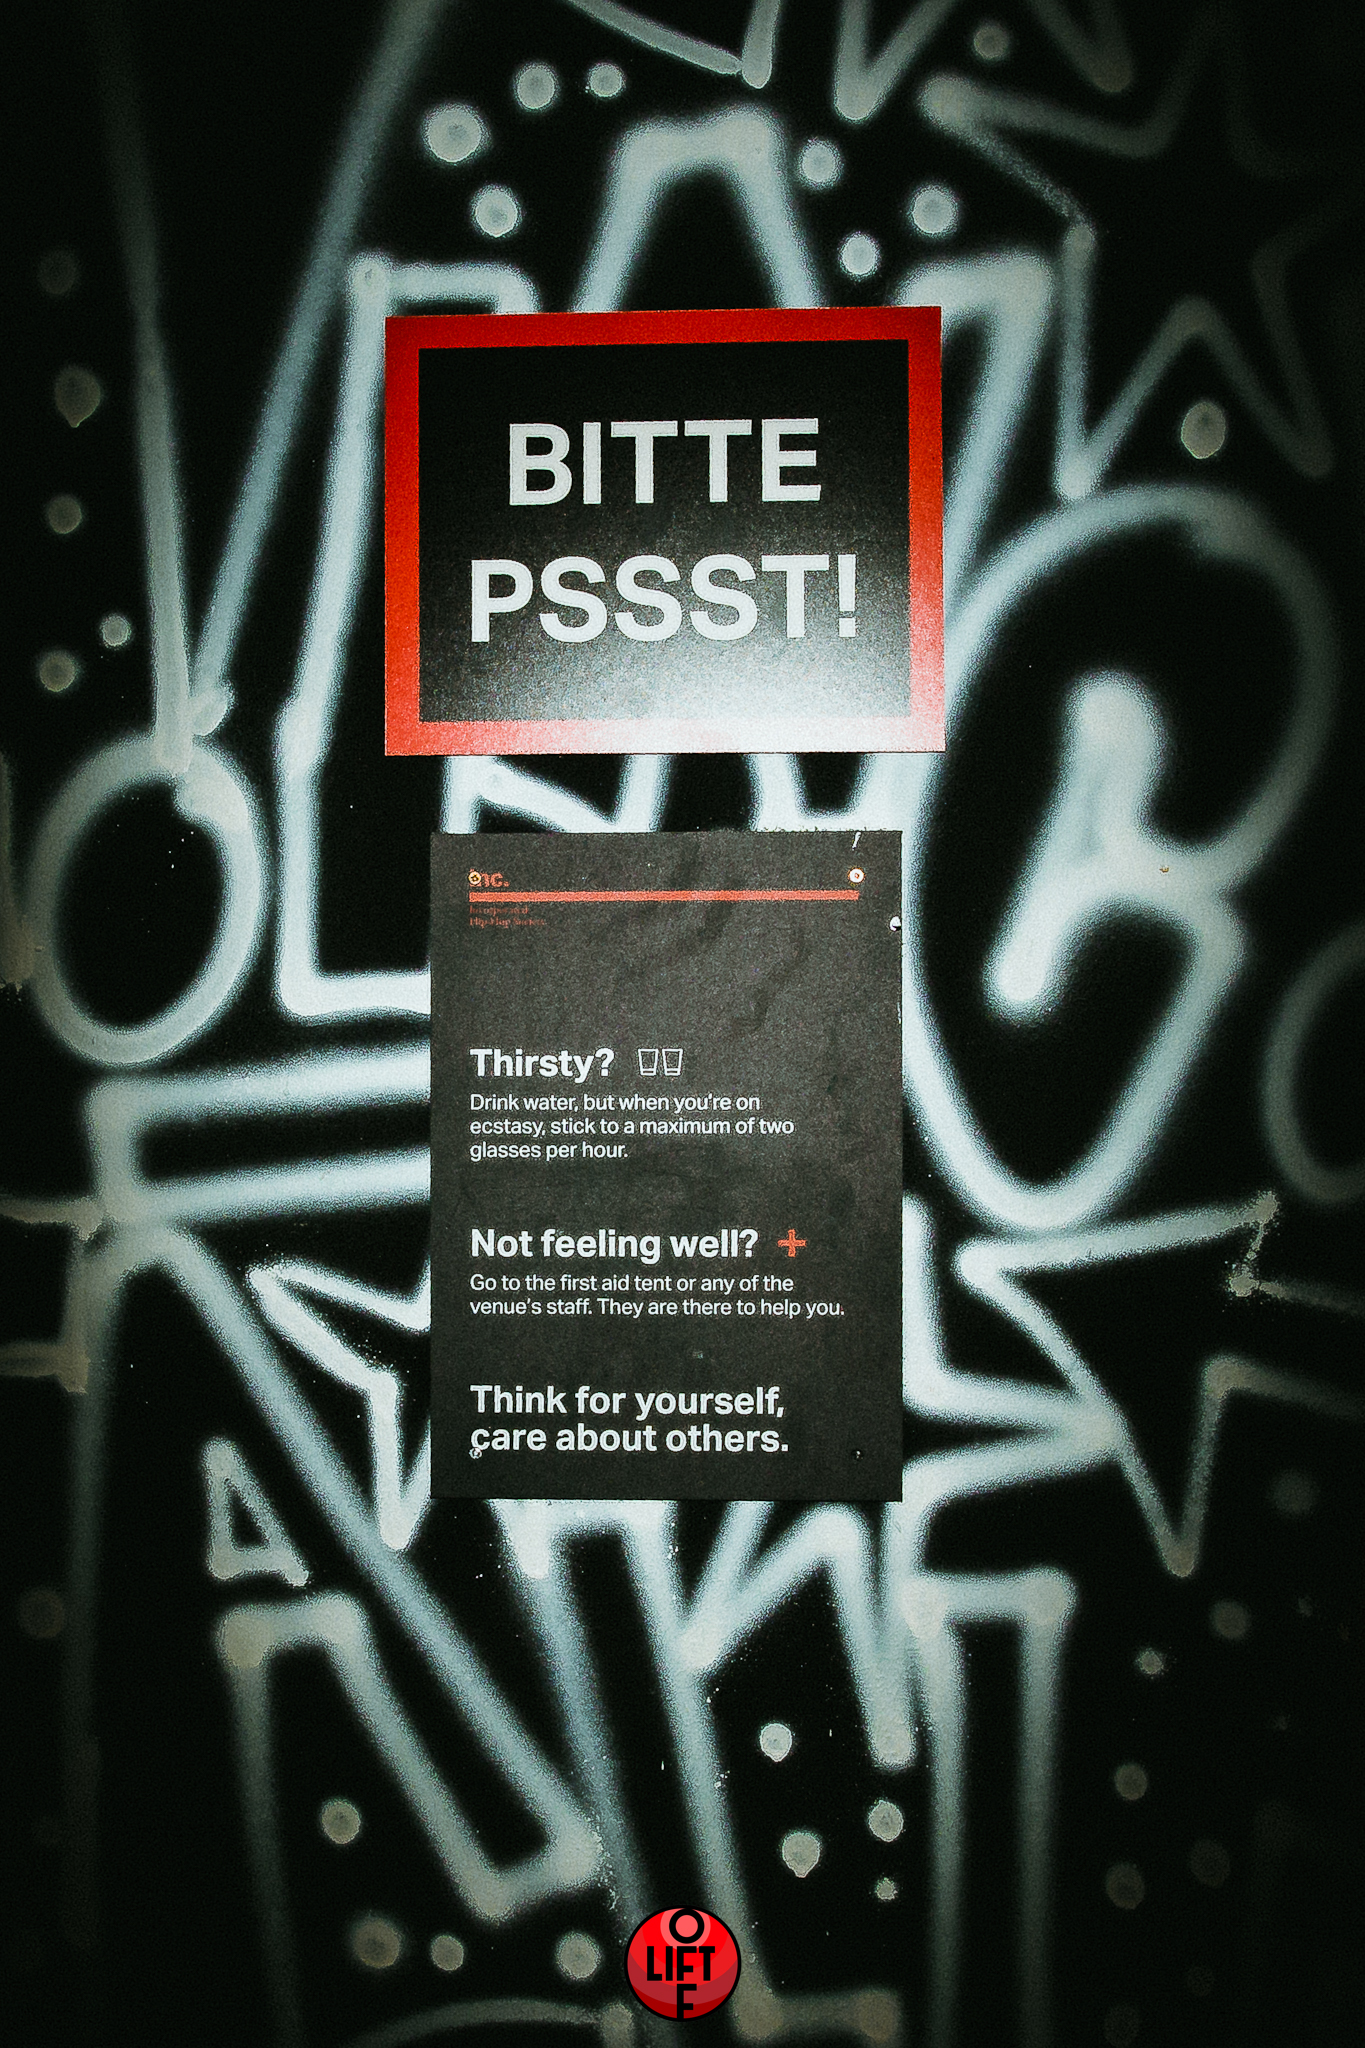 BITTE
PSSST!
inc.
Thirsty?
Drink water, but when you're on
ecstasy, stick to a maximum of two
glasses per hour.
Not feeling well?
Go to the first aid tent or any of the
venue's staff. They are there to help you.
Think for yourself,
care about others.
O
LIFT
F